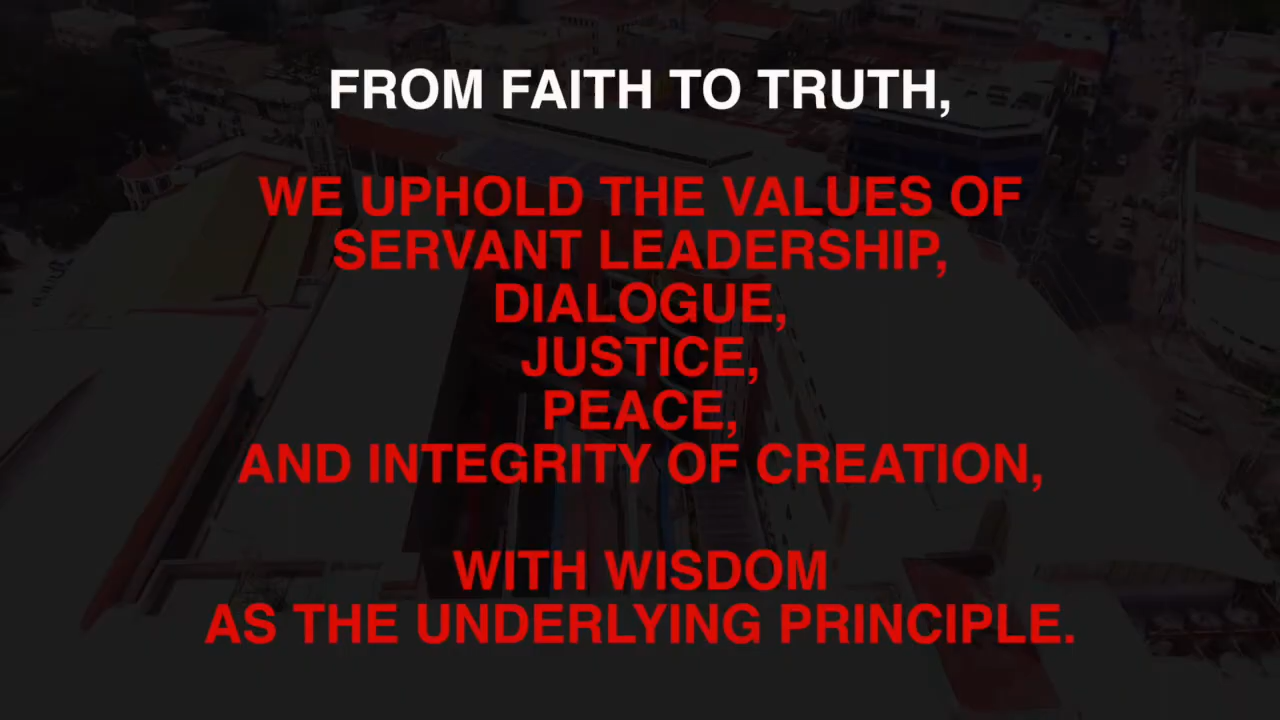 FROM FAITH TO TRUTH,
WE UPHOLD THE VALUES OF
SERVANT LEADERSHIP,
DIALOGUE,
JUSTICE,
PEACE,
AND INTEGRITY OF CREATION,
WITH WISDOM
AS THE UNDERLYING PRINCIPLE.